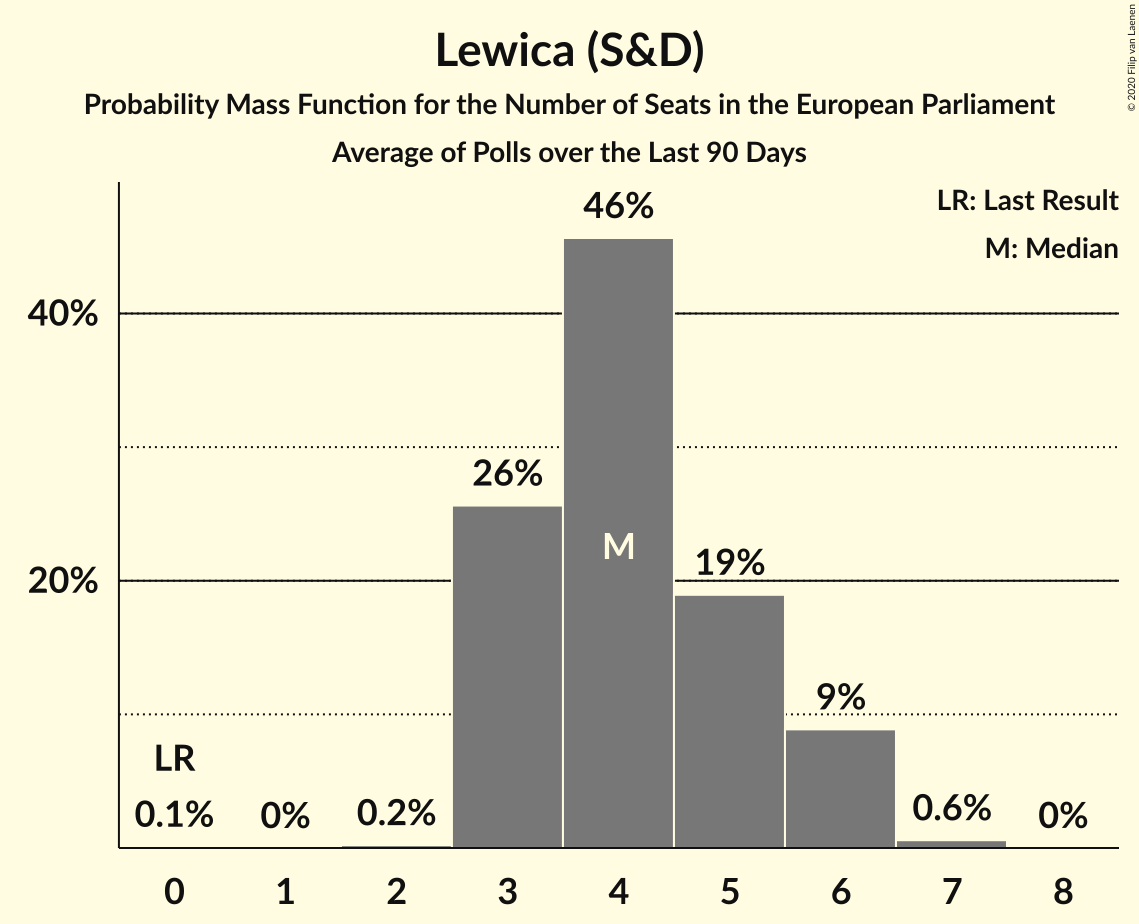 Lewica (S&D)
Probability Mass Function for the Number of Seats in the European Parliament
Average of Polls over the Last 90 Days
© 2020 Filip van Laenen
LR: Last Result
M: Median
46%
40%
26%
M
19%
20%
9%
LR
0.1%
0%
0.2%
0.6%
0%
0 1 2 3 4 5 6 7 8